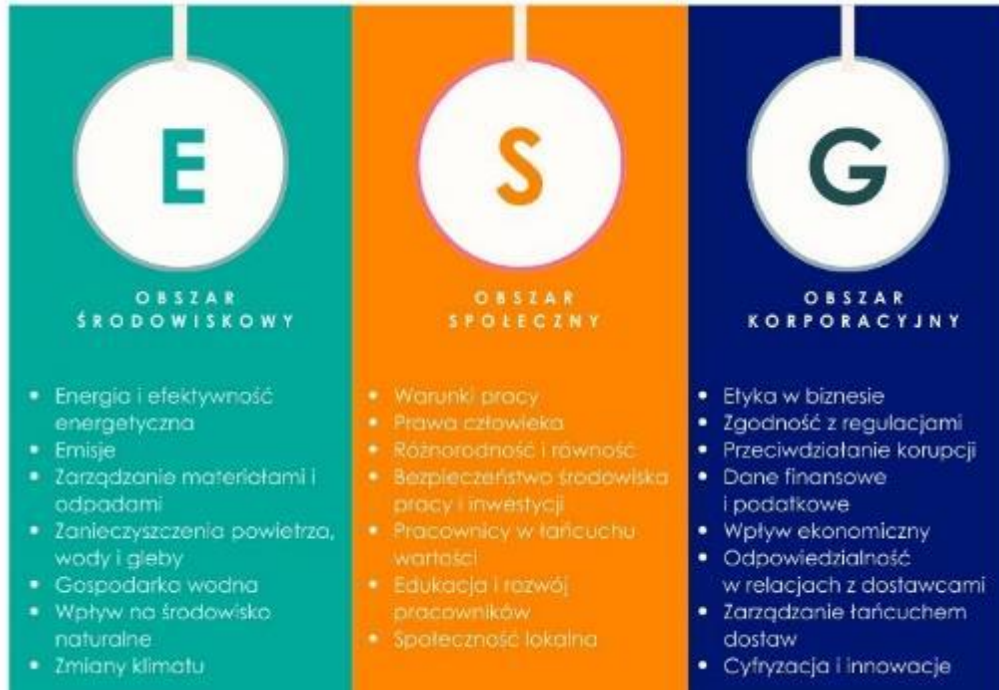 E
OBSZAR
ŚRODOWISKOWY
• Energia i efektywność
energetyczna
• Emisje
• Zarządzanie materiałami i
odpadami
• Zanieczyszczenia powietrza,
wody i gleby
• Gospodarka wodna
• Wpływ na środowisko
naturalne
• Zmiany klimatu
S
OBSZAR
SPOŁECZNY
• Warunki pracy
• Prawa człowieka
• Różnorodność i równość
• Bezpieczeństwo środowiska
pracy i inwestycji
• Pracownicy w łańcuchu
wartości
• Edukacja i rozwój
pracowników
• Społeczność lokalna
G
OBSZAR
KORPORACYJNY
• Etyka w biznesie
• Zgodność z regulacjami
• Przeciwdziałanie korupcji
• Dane finansowe
i podatkowe
• Wpływ ekonomiczny
• Odpowiedzialność
w relacjach z dostawcami
• Zarządzanie łańcuchem
dostaw
• Cyfryzacja i innowacje